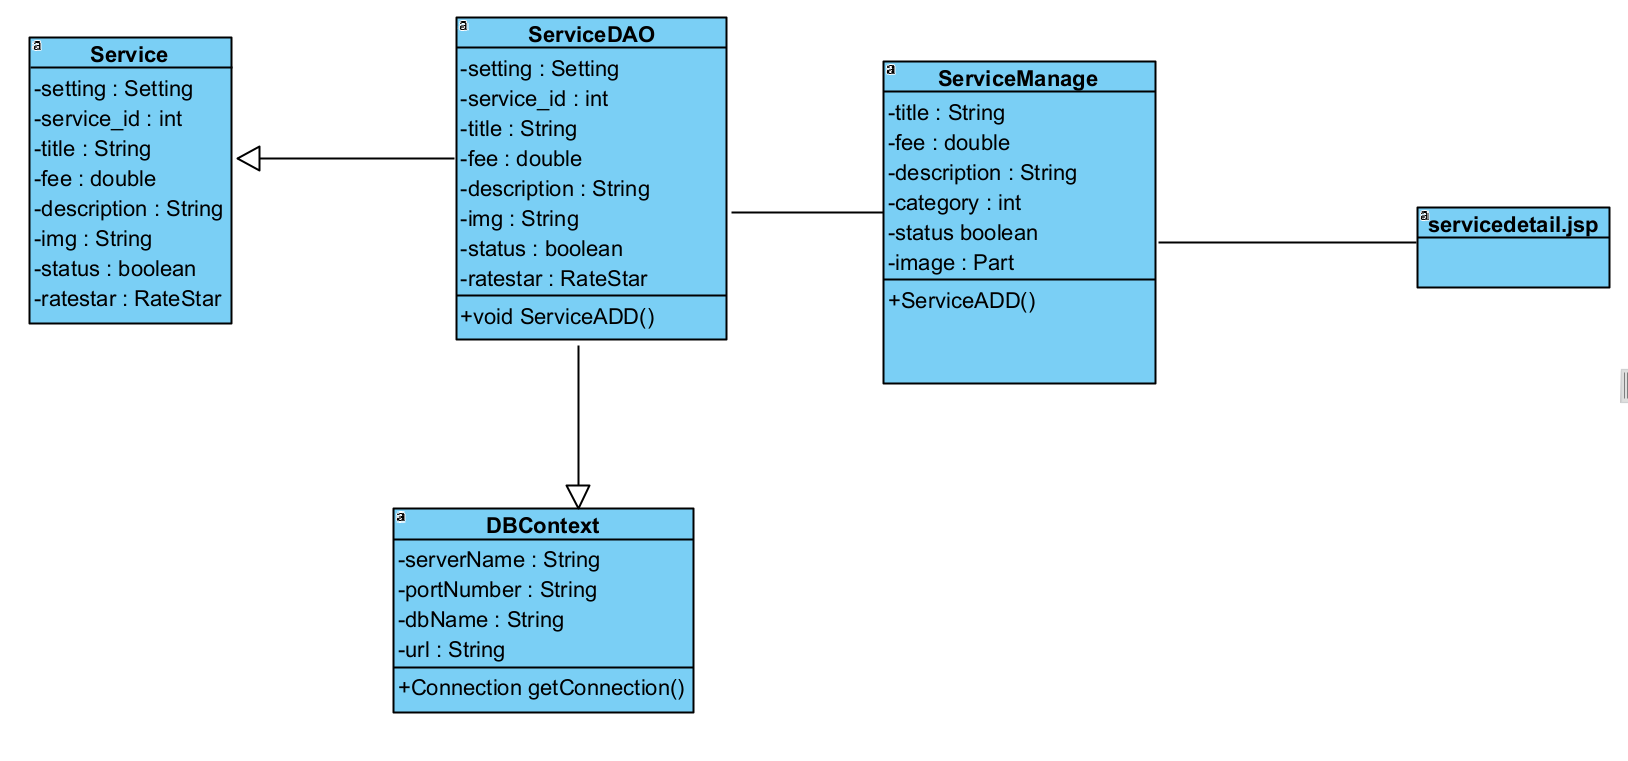 Service
-setting : Setting
-service_id : int
-title : String
-fee : double
-description : String
-img : String
-status : boolean
-ratestar : RateStar
ServiceDAO
-setting : Setting
-service_id : int
-title : String
-fee : double
-description : String
-img : String
-status : boolean
-ratestar : RateStar
+void ServiceADD()
ServiceManage
-title : String
-fee : double
-description : String
-category : int
-status boolean
-image : Part
+ServiceADD()
servicedetail.jsp
DBContext
-serverName : String
-portNumber : String
-dbName : String
-url : String
+Connection getConnection()
a
a
a
a
a